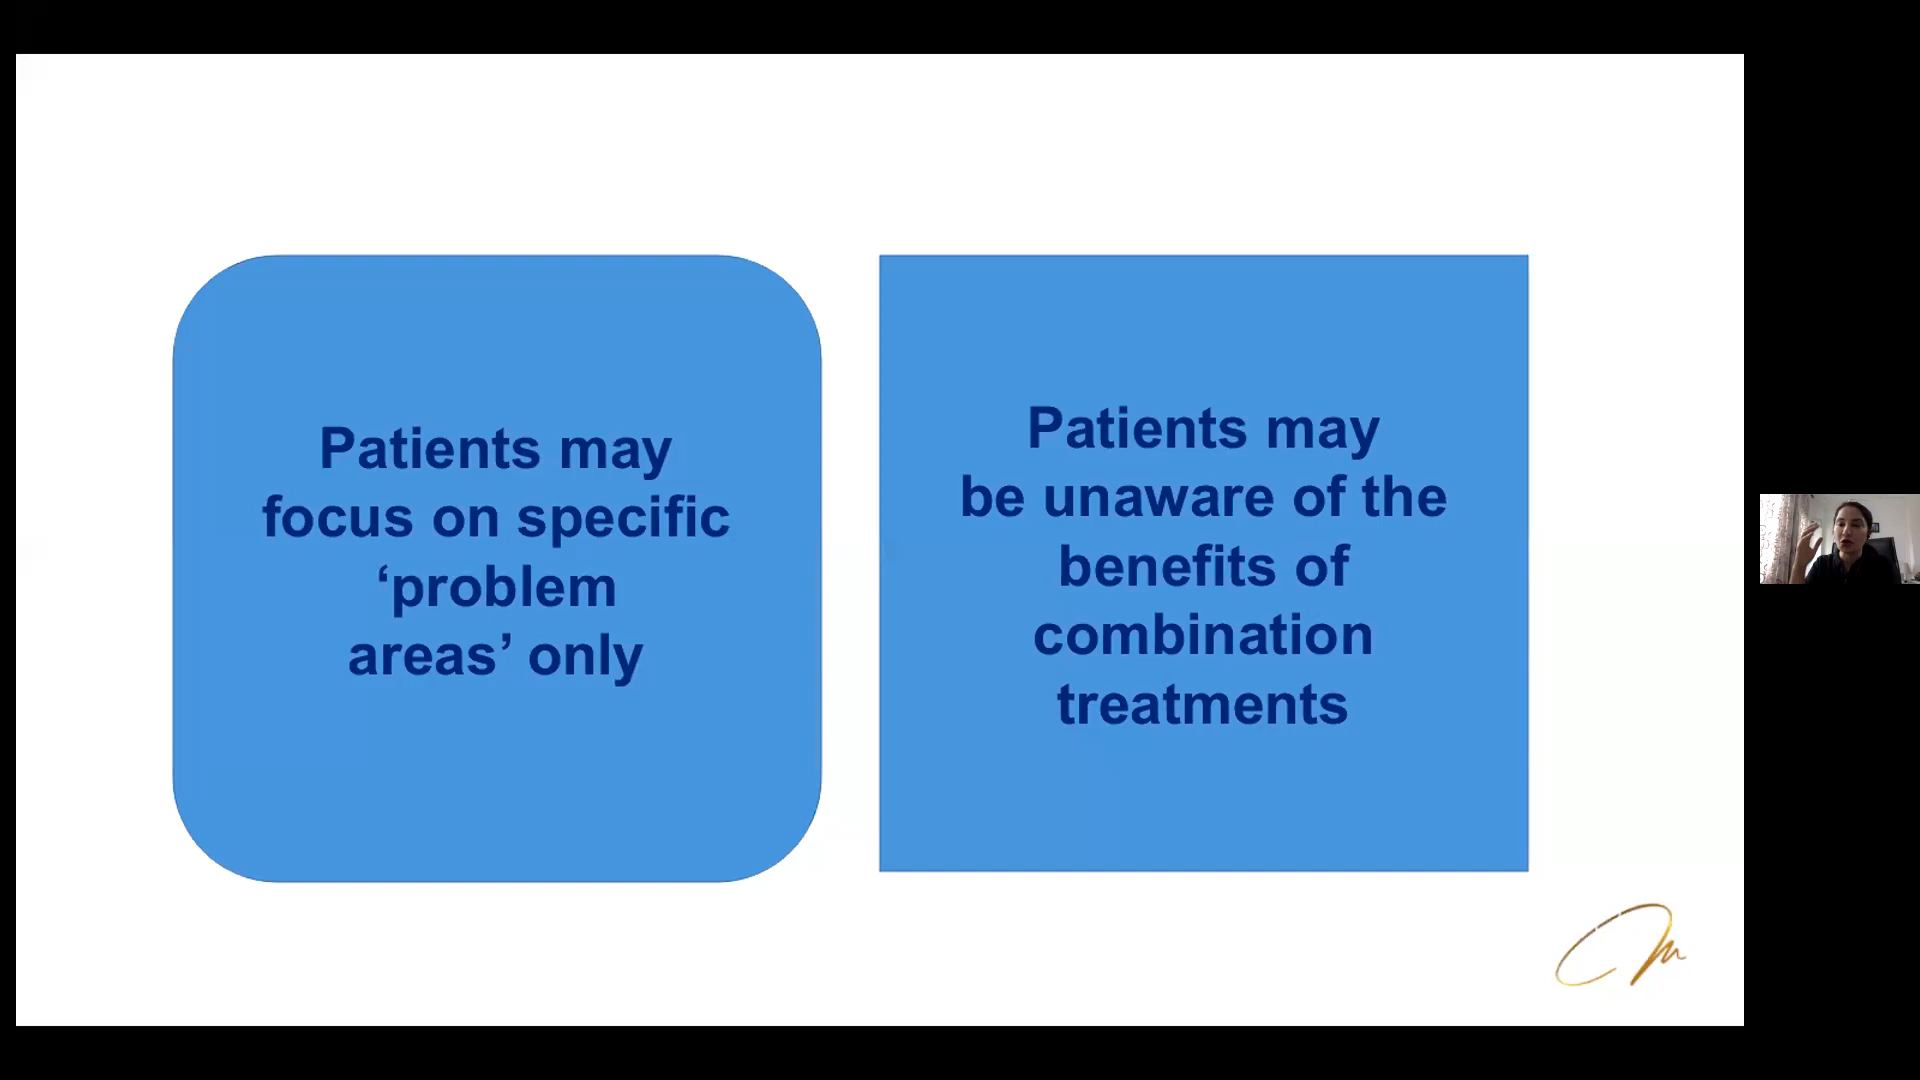 Patients may
focus on specific
‘problem
areas’ only
Patients may
be unaware of the
benefits of
combination
treatments